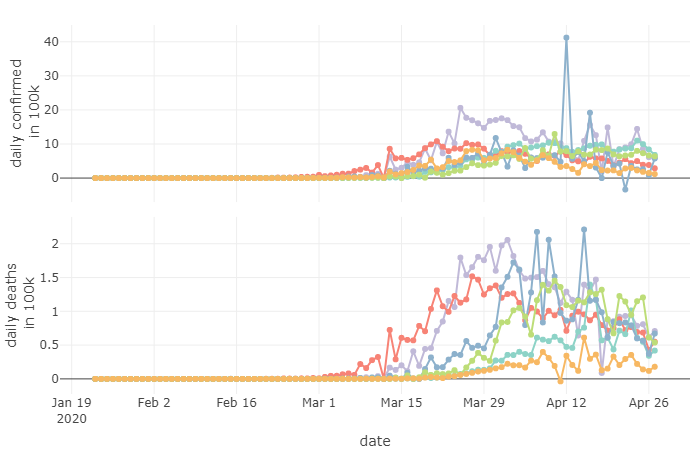 daily confirmed
in 100k
40
30
20
10
0
daily deaths
in 100k
2
1.5
1
0.5
0
Jan 19
2020
Feb 2
Feb 16
Mar 1
Mar 15
Mar 29
Apr 12
Apr 26
date